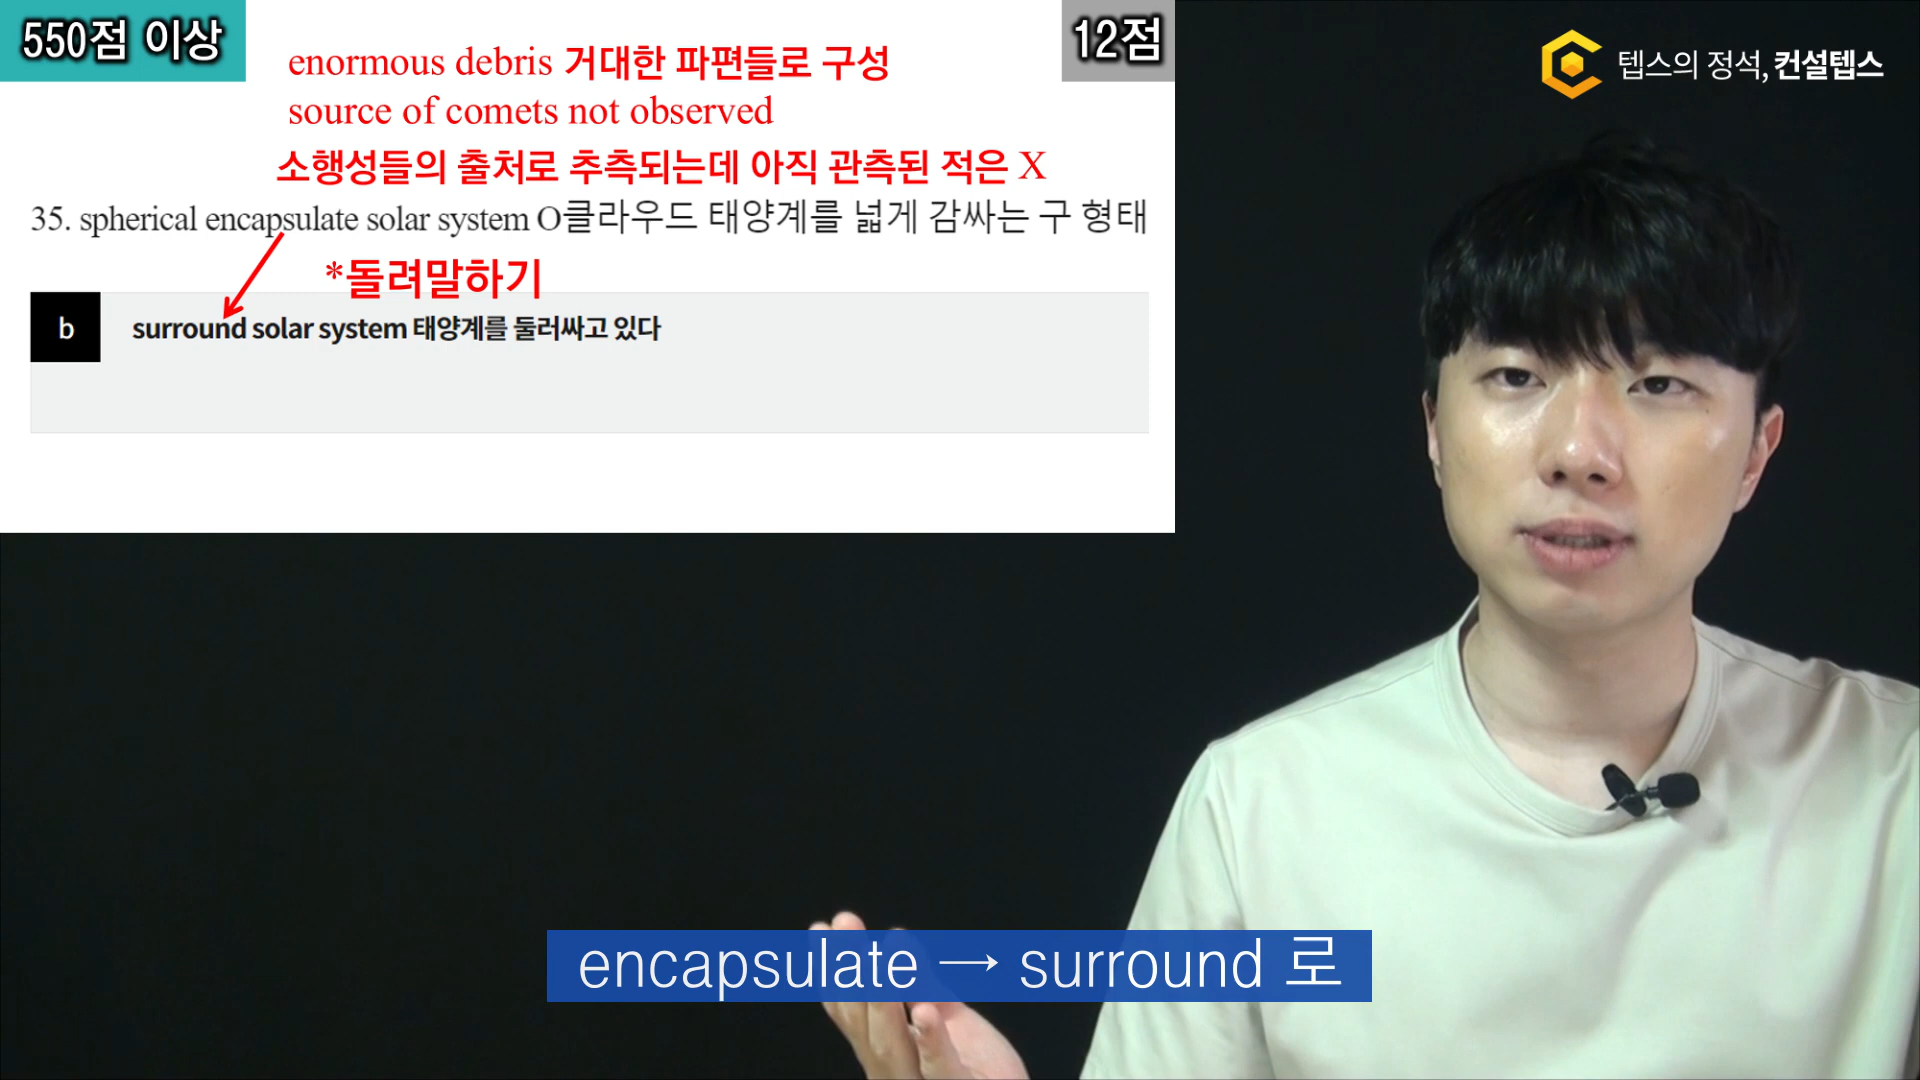 550점 이상
12점
텝스의 정석, 컨설텝스
enormous debris 거대한 파편들로 구성
source of comets not observed
소행성들의 출처로 추측되는데 아직 관측된 적은 X
35. spherical encapsulate solar system O클라우드 태양계를 넓게 감싸는 구 형태
*돌려말하기
b surround solar system 태양계를 둘러싸고 있다
encapsulate → surround 로